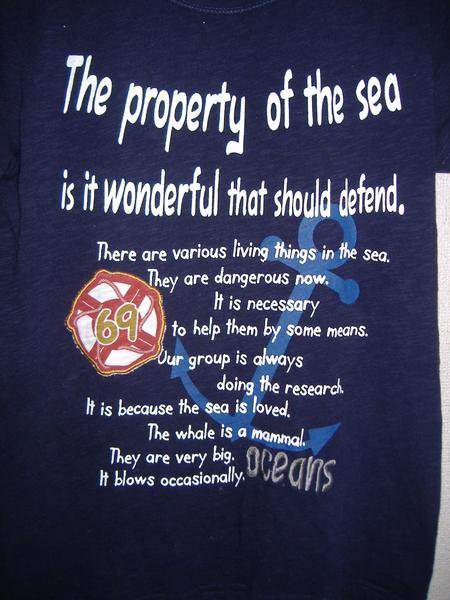 The property of the sea
is it wonderful that should defend.
There are various living things in the sea.
They are dangerous now.
It is necessary
69
to help them by some means.
Our group is always
doing the research.
It is because the sea is loved.
The whale is a mammal.
They are very big.
It blows occasionally.
oceans